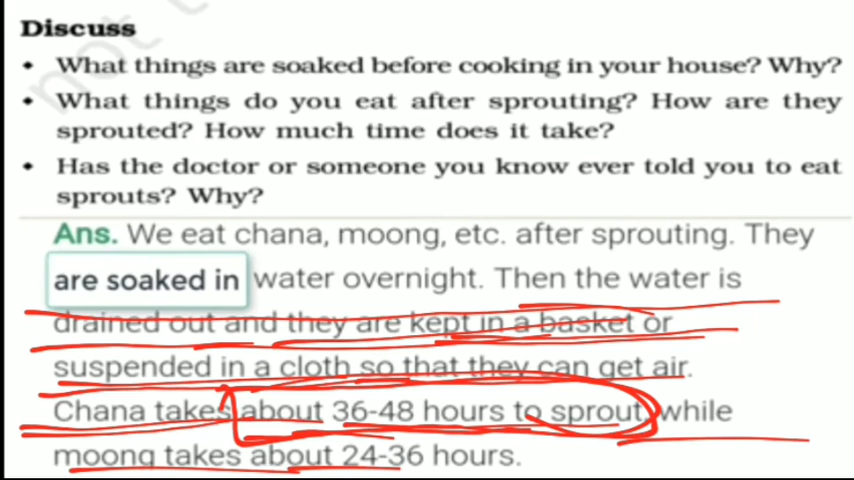 Discuss
• What things are soaked before cooking in your house? Why?
• What things do you eat after sprouting? How are they
sprouted? How much time does it take?
• Has the doctor or someone you know ever told you to eat
sprouts? Why?
Ans. We eat chana, moong, etc. after sprouting. They
are soaked in water overnight. Then the water is
drained out and they are kept in a basket or
suspended in a cloth so that they can get air.
Chana takes about 36-48 hours to sprout while
moong takes about 24-36 hours.